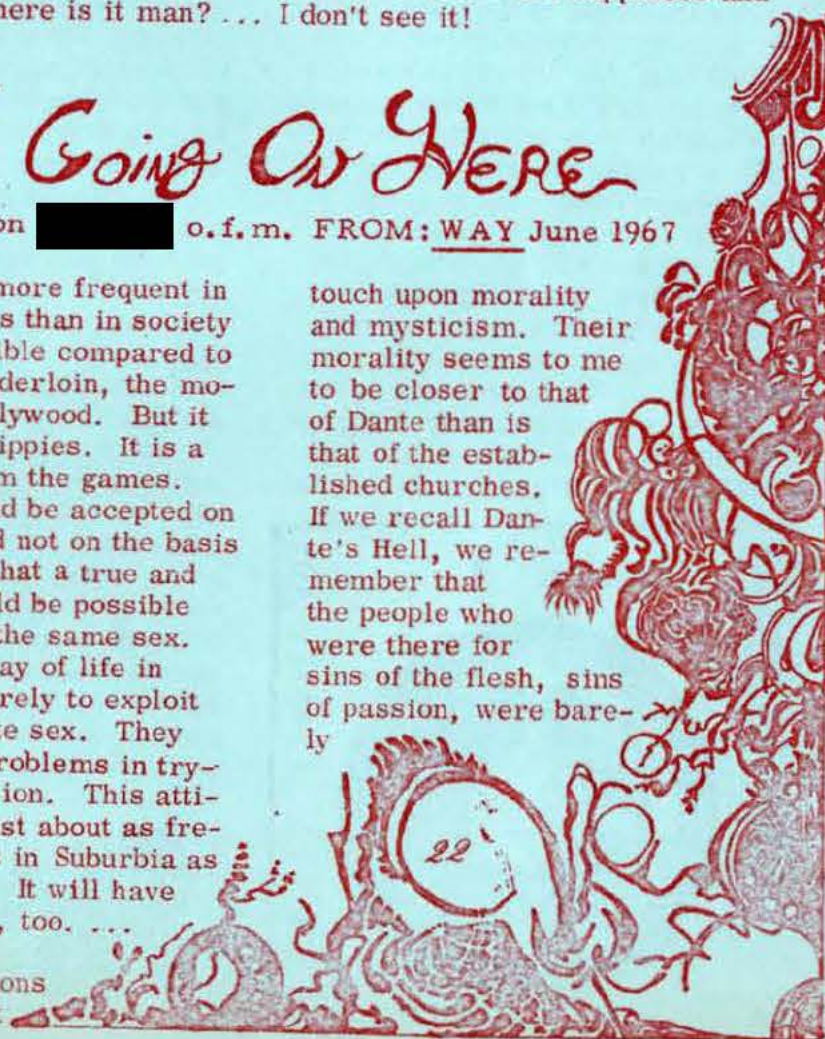 here is it man? ... I don't see it!
Going On Here
on o.f.m. FROM: WAY June 1967
more frequent in
s than in society
ble compared to
derloin, the mo-
lywood. But it
ippies. It is a
m the games.
d be accepted on
d not on the basis
hat a true and
ld be possible
the same sex.
ay of life in
rely to exploit
te sex. They
roblems in try-
ion. This atti-
st about as fre-
in Suburbia as
It will have
, too. ...
ons
touch upon morality
and mysticism. Their
morality seems to me
to be closer to that
of Dante than is
that of the estab-
lished churches.
If we recall Dan-
te's Hell, we re-
member that
the people who
were there for
sins of the flesh, sins
of passion, were bare-
ly
22